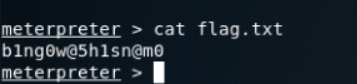 meterpreter > cat flag.txt
b1ng0w@5h1sn@m0
meterpreter >